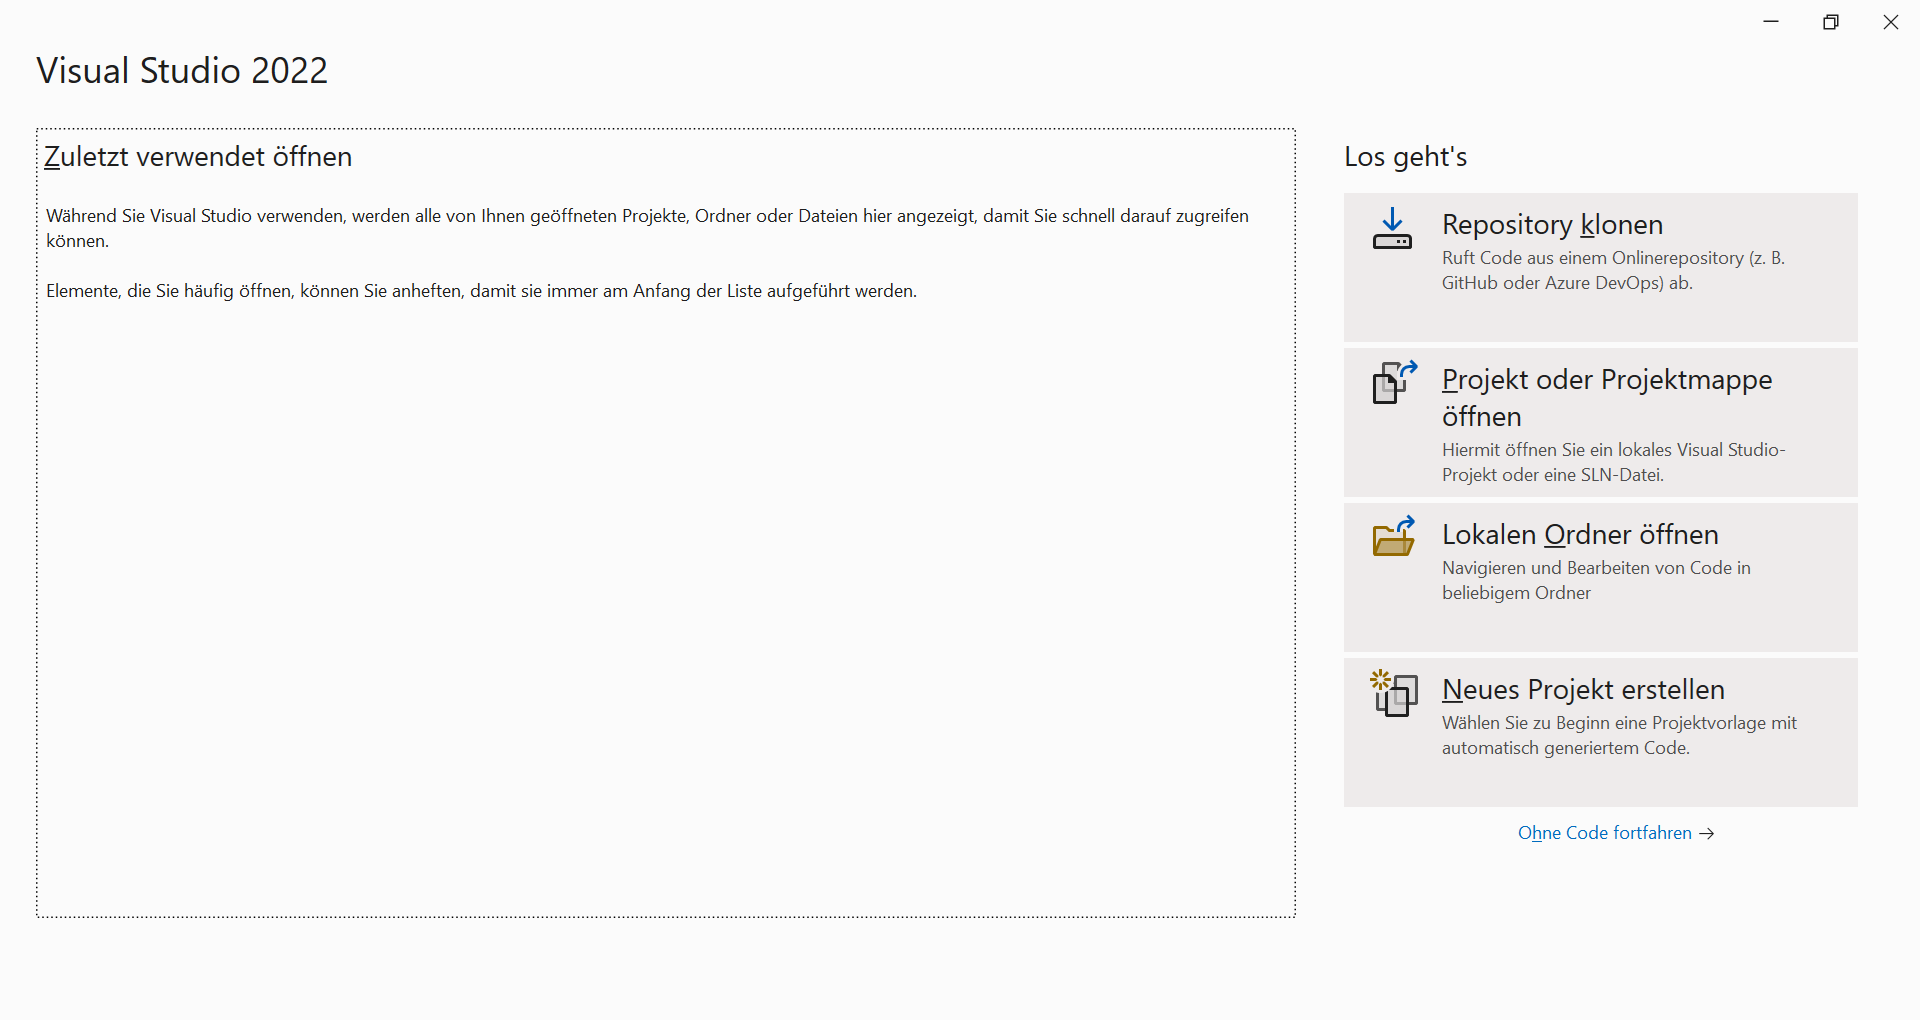 Visual Studio 2022
Zuletzt verwendet öffnen
Während Sie Visual Studio verwenden, werden alle von Ihnen geöffneten Projekte, Ordner oder Dateien hier angezeigt, damit Sie schnell darauf zugreifen
können.
Elemente, die Sie häufig öffnen, können Sie anheften, damit sie immer am Anfang der Liste aufgeführt werden.
Los geht's
Repository klonen
Ruft Code aus einem Onlinerepository (z. B.
GitHub oder Azure DevOps) ab.
Projekt oder Projektmappe
öffnen
Hiermit öffnen Sie ein lokales Visual Studio-
Projekt oder eine SLN-Datei.
Lokalen Ordner öffnen
Navigieren und Bearbeiten von Code in
beliebigem Ordner
Neues Projekt erstellen
Wählen Sie zu Beginn eine Projektvorlage mit
automatisch generiertem Code.
Ohne Code fortfahren →